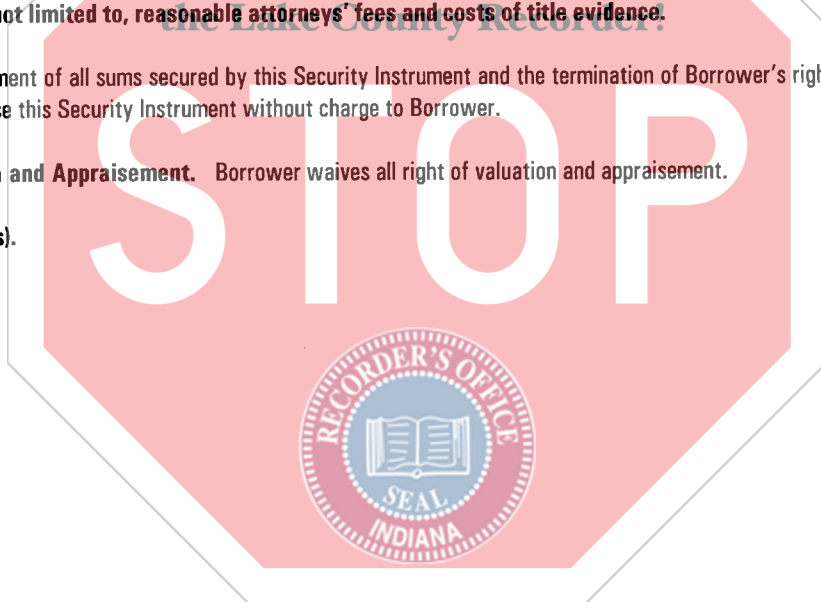 not limited to, reasonable attorneys' fees and costs of title evidence.
the Lake County Recorder!
ment of all sums secured by this Security Instrument and the termination of Borrower's righ
e this Security Instrument without charge to Borrower.
and Appraisement. Borrower waives all right of valuation and appraisement.
s).
STOP
RECORDER'S OFFICE
SEAL
INDIANA